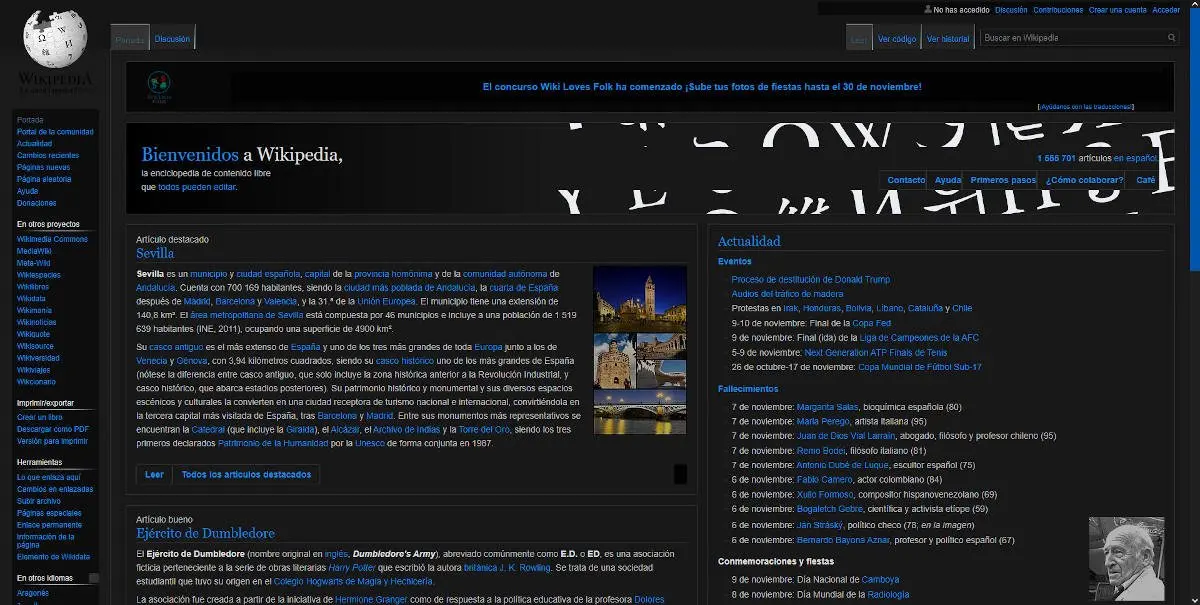 No has accedido Discusión Contribuciones Crear una cuenta Acceder
WIKIPEDIA
Portada Discusión
Leer Ver código Ver historial Buscar en Wikipedia
El concurso Wiki Loves Folk ha comenzado ¡Sube tus fotos de fiestas hasta el 30 de noviembre!
[¡Ayúdanos con las traducciones!]
Portada
Portal de la comunidad
Actualidad
Cambios recientes
Páginas nuevas
Página aleatoria
Ayuda
Donaciones
En otros proyectos
Wikimedia Commons
MediaWiki
Meta-Wiki
Wikiespecies
Wikilibros
Wikidata
Wikimanía
Wikinoticias
Wikiquote
Wikisource
Wikiversidad
Wikiviajes
Wikcionario
Imprimir/exportar
Crear un libro
Descargar como PDF
Versión para imprimir
Herramientas
Lo que enlaza aquí
Cambios en enlazadas
Subir archivo
Páginas especiales
Enlace permanente
Información de la
página
Elemento de Wikidata
En otros idiomas
Aragonés
Bienvenidos a Wikipedia,
la enciclopedia de contenido libre
que todos pueden editar.
1 556 701 artículos en español.
Contacto Ayuda Primeros pasos ¿Cómo colaborar? Café
Artículo destacado
Sevilla
Sevilla es un municipio y ciudad española, capital de la provincia homónima y de la comunidad autónoma de
Andalucía. Cuenta con 700 169 habitantes, siendo la ciudad más poblada de Andalucía, la cuarta de España
después de Madrid, Barcelona y Valencia, y la 31.ª de la Unión Europea. El municipio tiene una extensión de
140,8 km². El área metropolitana de Sevilla está compuesta por 46 municipios e incluye a una población de 1 519
639 habitantes (INE, 2011), ocupando una superficie de 4900 km².
Su casco antiguo es el más extenso de España y uno de los tres más grandes de toda Europa junto a los de
Venecia y Génova, con 3,94 kilómetros cuadrados, siendo su casco histórico uno de los más grandes de España
(nótese la diferencia entre casco antiguo, que solo incluye la zona histórica anterior a la Revolución Industrial, y
casco histórico, que abarca estadios posteriores). Su patrimonio histórico y monumental y sus diversos espacios
escénicos y culturales la convierten en una ciudad receptora de turismo nacional e internacional, convirtiéndola en
la tercera capital más visitada de España, tras Barcelona y Madrid. Entre sus monumentos más representativos se
encuentran la Catedral (que incluye la Giralda), el Alcázar, el Archivo de Indias y la Torre del Oro, siendo los tres
primeros declarados Patrimonio de la Humanidad por la Unesco de forma conjunta en 1987.
Leer Todos los artículos destacados
Artículo bueno
Ejército de Dumbledore
El Ejército de Dumbledore (nombre original en inglés, Dumbledore's Army), abreviado comúnmente como E.D. o ED, es una asociación
ficticia perteneciente a la serie de obras literarias Harry Potter que escribió la autora británica J. K. Rowling. Se trata de una sociedad
estudiantil que tuvo su origen en el Colegio Hogwarts de Magia y Hechicería.
La asociación fue creada a partir de la iniciativa de Hermione Granger como de respuesta a la política educativa de la profesora Dolores
Actualidad
Eventos
Proceso de destitución de Donald Trump
Audios del tráfico de madera
Protestas en Irak, Honduras, Bolivia, Líbano, Cataluña y Chile
9-10 de noviembre: Final de la Copa Fed
9 de noviembre: Final (ida) de la Liga de Campeones de la AFC
5-9 de noviembre: Next Generation ATP Finals de Tenis
26 de octubre-17 de noviembre: Copa Mundial de Fútbol Sub-17
Fallecimientos
7 de noviembre: Margarita Salas, bioquímica española (80)
7 de noviembre: Maria Perego, artista italiana (95)
7 de noviembre: Juan de Dios Vial Larraín, abogado, filósofo y profesor chileno (95)
7 de noviembre: Remo Bodei, filósofo italiano (81)
7 de noviembre: Antonio Dubé de Luque, escultor español (75)
6 de noviembre: Fabio Camero, actor colombiano (84)
6 de noviembre: Xulio Formoso, compositor hispanovenezolano (69)
6 de noviembre: Bogaletch Gebre, científica y activista etíope (59)
6 de noviembre: Jan Stráský, político checo (78; en la imagen)
6 de noviembre: Bernardo Bayona Aznar, profesor y político español (67)
Conmemoraciones y fiestas
9 de noviembre: Día Nacional de Camboya
8 de noviembre: Día Mundial de la Radiología